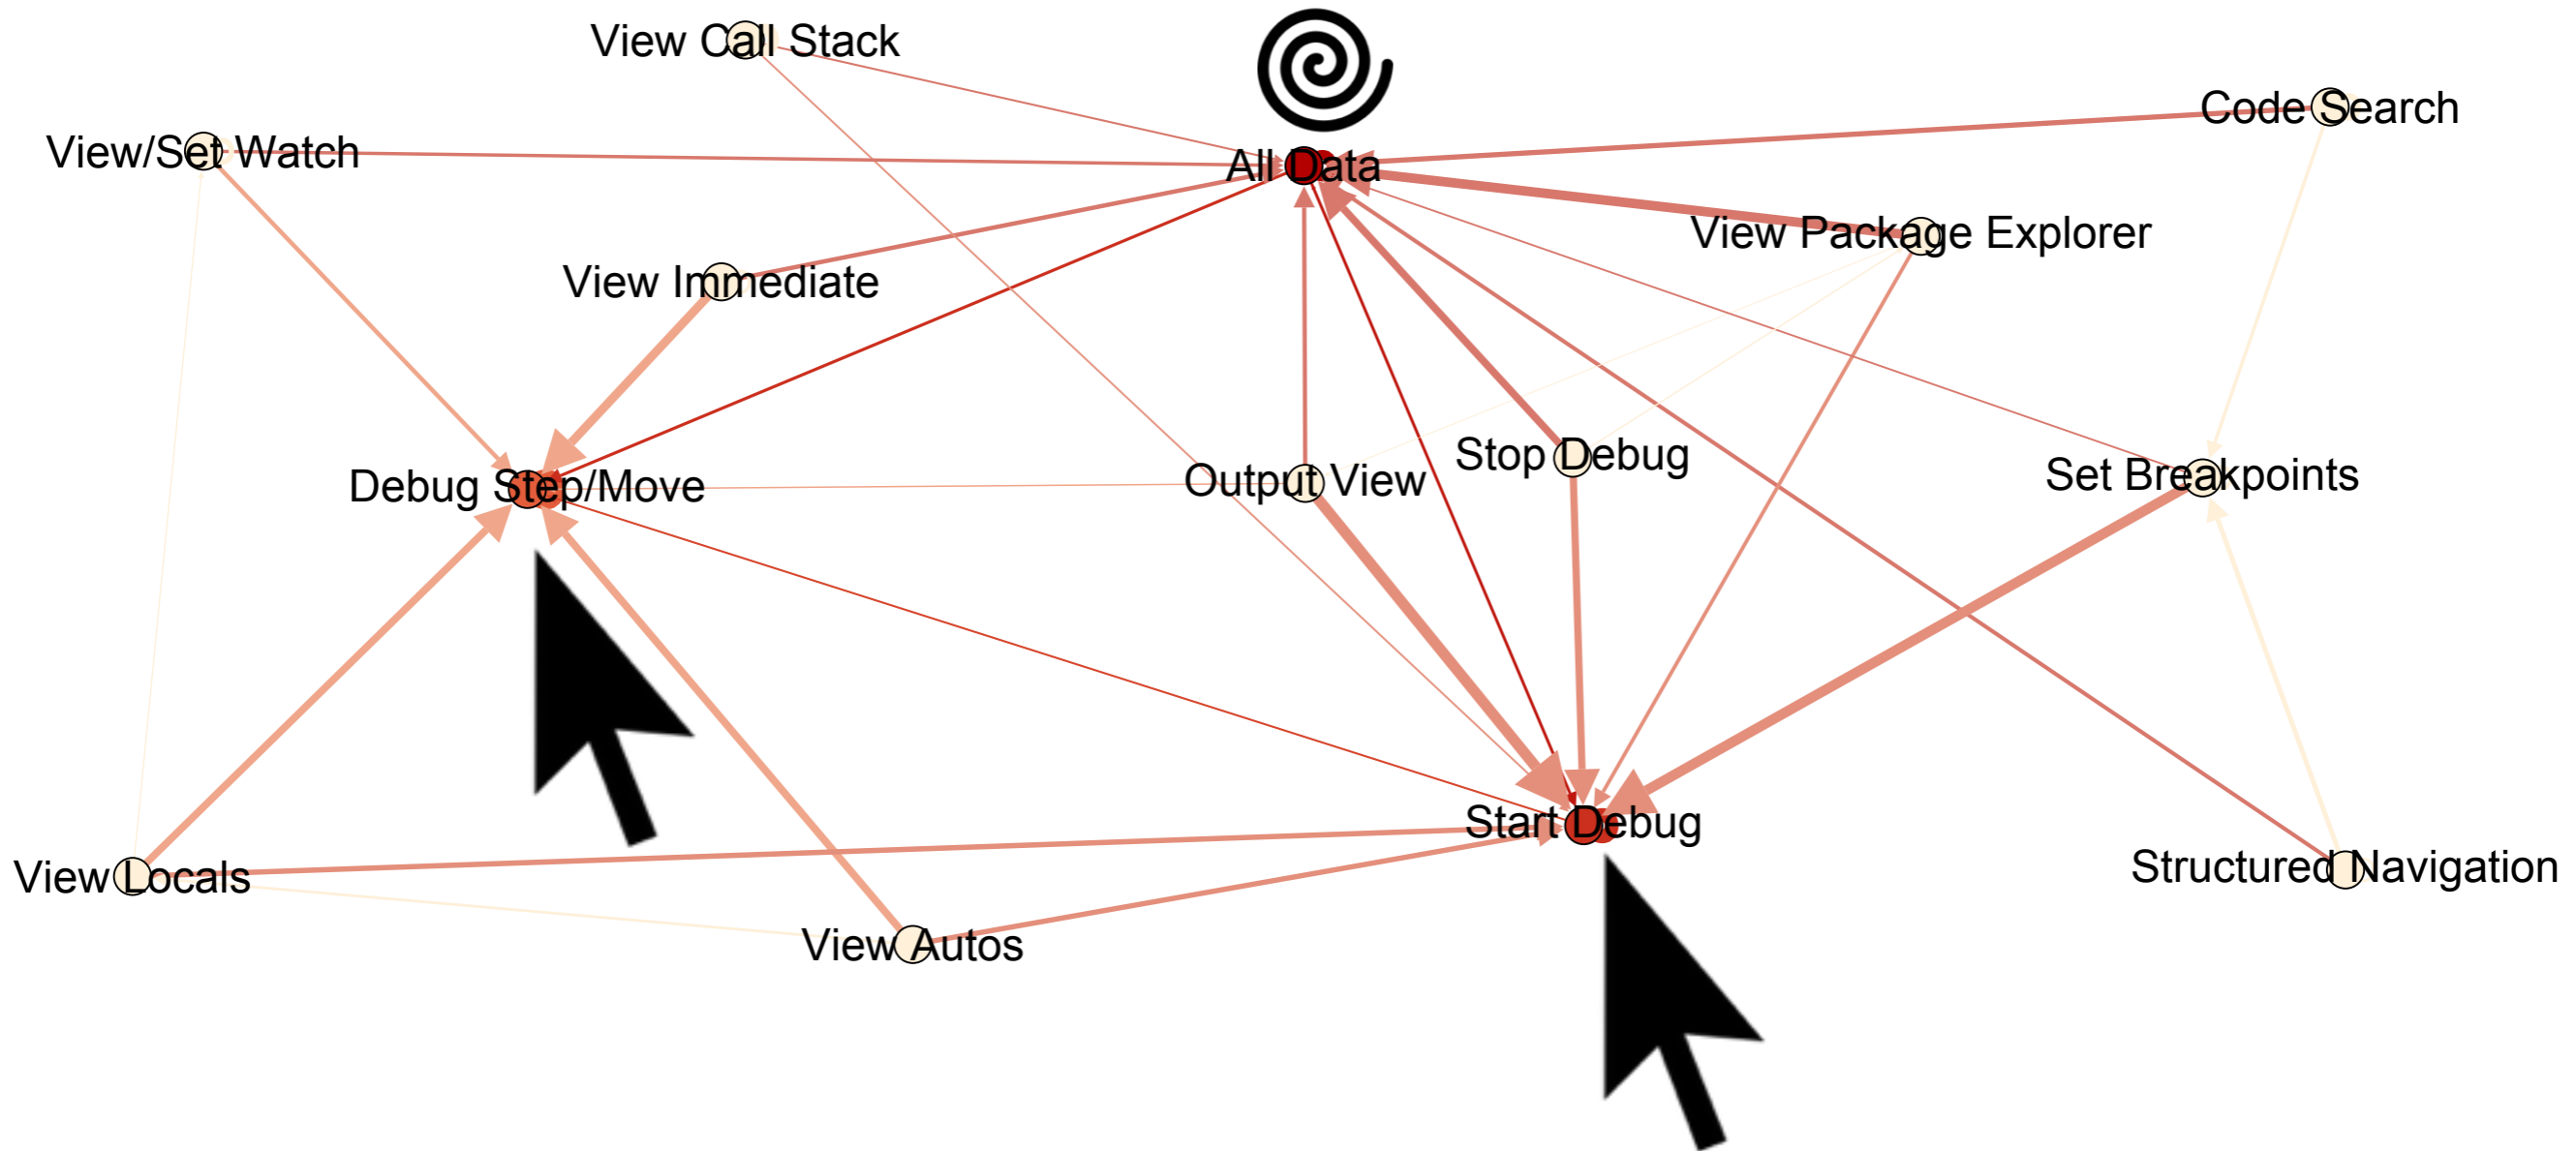 View Call Stack
Code Search
View/Set Watch
All Data
View Package Explorer
View Immediate
Stop Debug
Set Breakpoints
Output View
Debug Step/Move
Start Debug
Structured Navigation
View Locals
View Autos